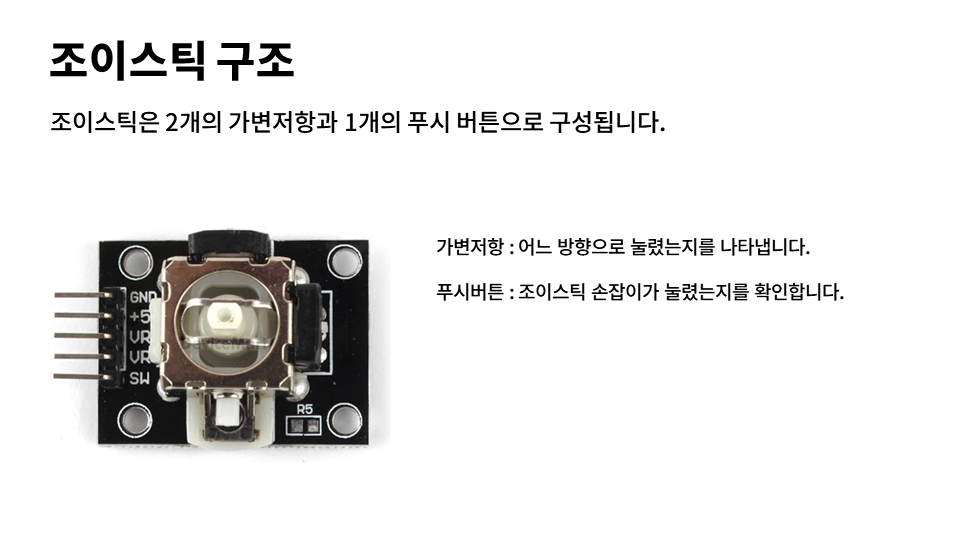 조이스틱 구조
조이스틱은 2개의 가변저항과 1개의 푸시 버튼으로 구성됩니다.
가변저항 : 어느 방향으로 눌렸는지를 나타냅니다.
푸시버튼 : 조이스틱 손잡이가 눌렸는지를 확인합니다.
GND
+5
VR
VR
SW
R5